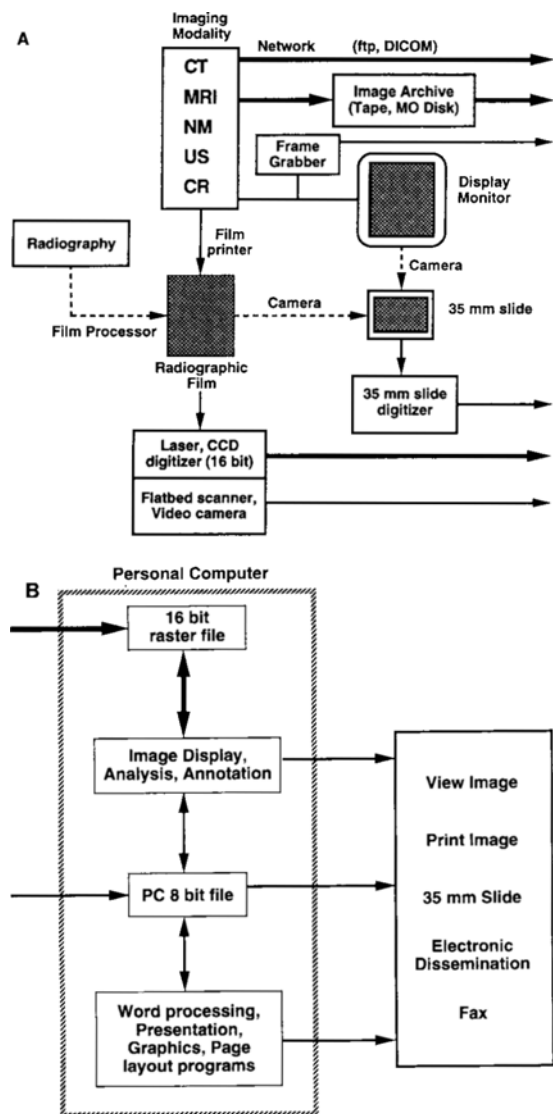 Imaging
Modality
A
CT
MRI
NM
US
CR
Network (ftp, DICOM)
Image Archive
(Tape, MO Disk)
Frame
Grabber
Display
Monitor
Radiography
Film
printer
Camera
Film Processor
Camera
35 mm slide
Radiographic
Film
35 mm slide
digitizer
Laser, CCD
digitizer (16 bit)
Flatbed scanner,
Video camera
Personal Computer
B
16 bit
raster file
Image Display,
Analysis, Annotation
PC 8 bit file
Word processing,
Presentation,
Graphics, Page
layout programs
View Image
Print Image
35 mm Slide
Electronic
Dissemination
Fax